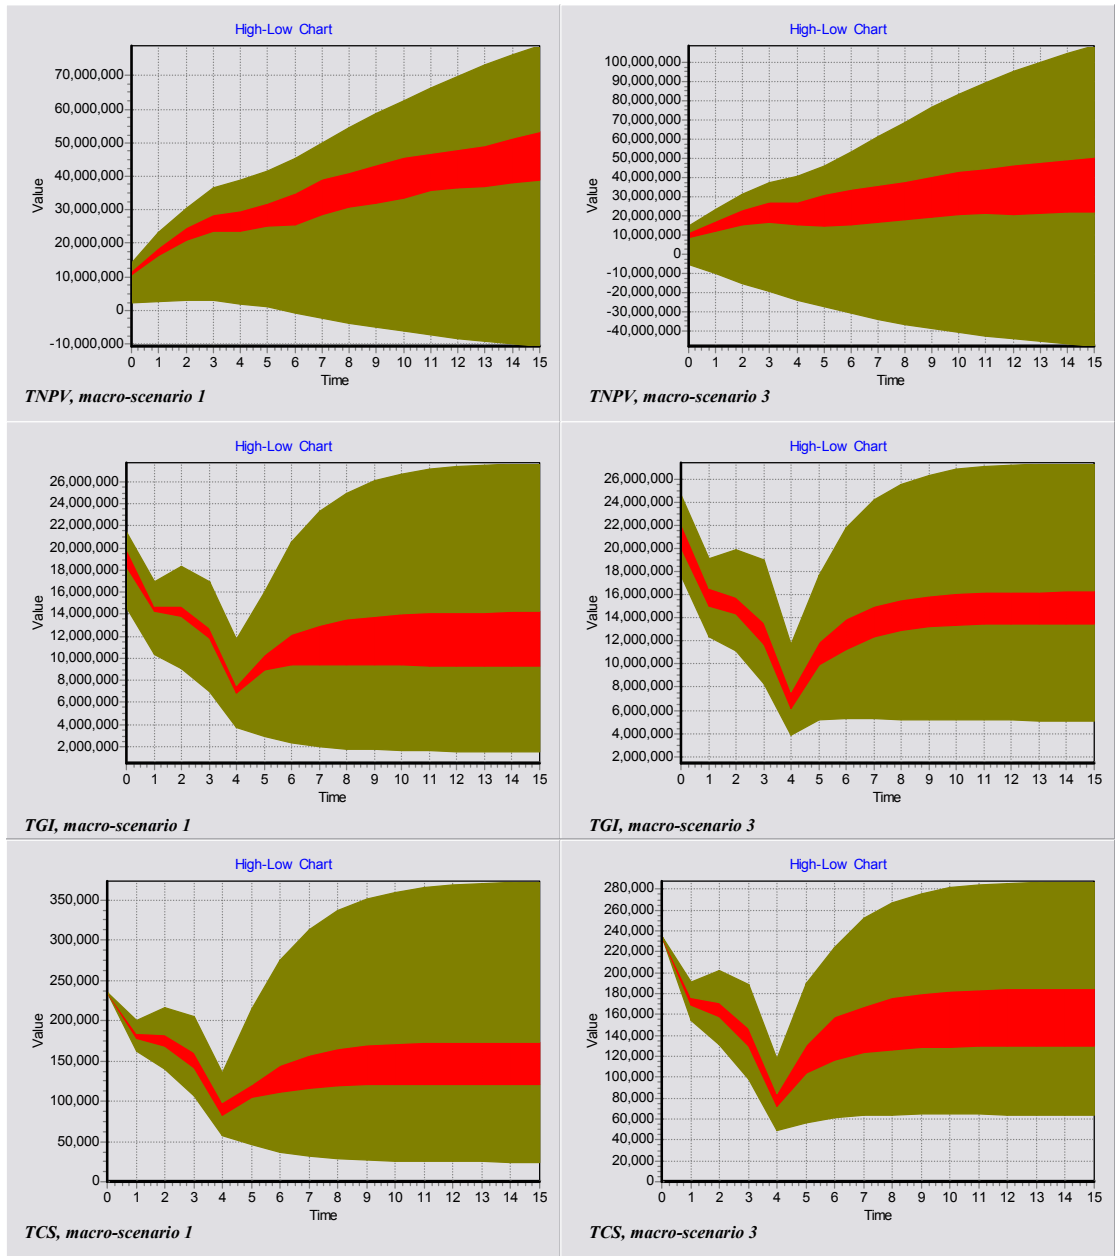 High-Low Chart
70,000,000
60,000,000
50,000,000
40,000,000
30,000,000
20,000,000
10,000,000
0
-10,000,000
Value
0 1 2 3 4 5 6 7 8 9 10 11 12 13 14 15
Time
TNPV, macro-scenario 1
High-Low Chart
100,000,000
90,000,000
80,000,000
70,000,000
60,000,000
50,000,000
40,000,000
30,000,000
20,000,000
10,000,000
0
-10,000,000
-20,000,000
-30,000,000
-40,000,000
Value
0 1 2 3 4 5 6 7 8 9 10 11 12 13 14 15
Time
TNPV, macro-scenario 3
High-Low Chart
26,000,000
24,000,000
22,000,000
20,000,000
18,000,000
16,000,000
14,000,000
12,000,000
10,000,000
8,000,000
6,000,000
4,000,000
2,000,000
Value
0 1 2 3 4 5 6 7 8 9 10 11 12 13 14 15
Time
TGI, macro-scenario 1
High-Low Chart
26,000,000
24,000,000
22,000,000
20,000,000
18,000,000
16,000,000
14,000,000
12,000,000
10,000,000
8,000,000
6,000,000
4,000,000
2,000,000
Value
0 1 2 3 4 5 6 7 8 9 10 11 12 13 14 15
Time
TGI, macro-scenario 3
High-Low Chart
350,000
300,000
250,000
200,000
150,000
100,000
50,000
0
Value
0 1 2 3 4 5 6 7 8 9 10 11 12 13 14 15
Time
TCS, macro-scenario 1
High-Low Chart
280,000
260,000
240,000
220,000
200,000
180,000
160,000
140,000
120,000
100,000
80,000
60,000
40,000
20,000
0
Value
0 1 2 3 4 5 6 7 8 9 10 11 12 13 14 15
Time
TCS, macro-scenario 3